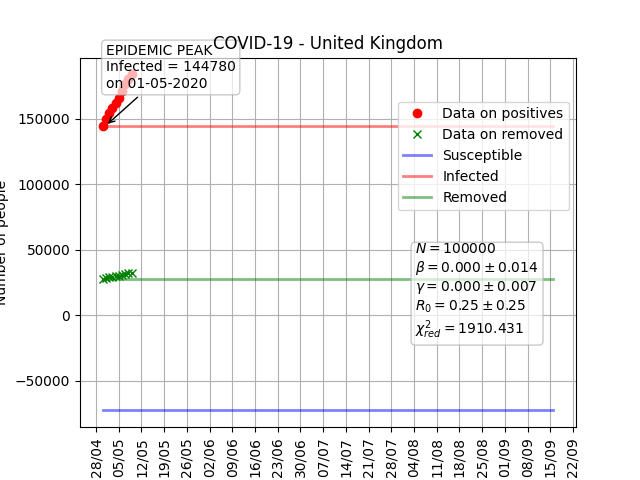 COVID-19 - United Kingdom
EPIDEMIC PEAK
Infected = 144780
on 01-05-2020
Data on positives
Data on removed
Susceptible
Infected
Removed
N = 100000
β = 0.000 ± 0.014
γ = 0.000 ± 0.007
R₀ = 0.25 ± 0.25
χ²_red = 1910.431
Number of people
150000
100000
50000
0
−50000
28/04
05/05
12/05
19/05
26/05
02/06
09/06
16/06
23/06
30/06
07/07
14/07
21/07
28/07
04/08
11/08
18/08
25/08
01/09
08/09
15/09
22/09